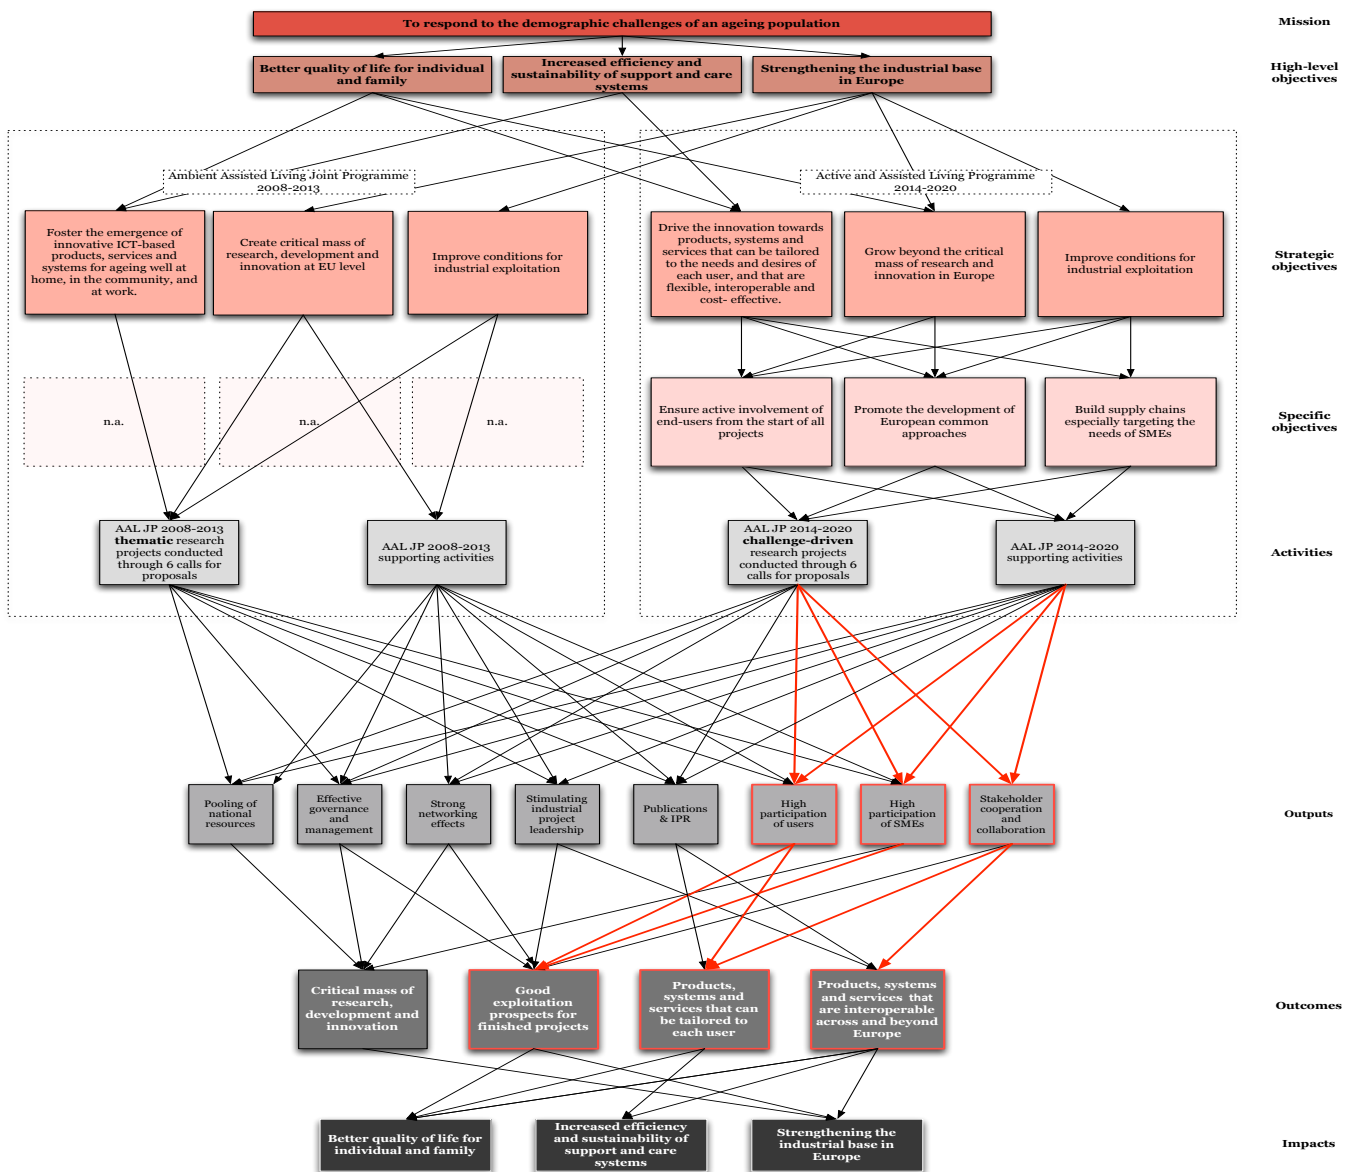 To respond to the demographic challenges of an ageing population
Mission
Better quality of life for individual
and family
Increased efficiency and
sustainability of support and care
systems
Strengthening the industrial base
in Europe
High-level
objectives
Ambient Assisted Living Joint Programme
2008-2013
Active and Assisted Living Programme
2014-2020
Foster the emergence of
innovative ICT-based
products, services and
systems for ageing well at
home, in the community, and
at work.
Create critical mass of
research, development and
innovation at EU level
Improve conditions for
industrial exploitation
Drive the innovation towards
products, systems and
services that can be tailored
to the needs and desires of
each user, and that are
flexible, interoperable and
cost- effective.
Grow beyond the critical
mass of research and
innovation in Europe
Improve conditions for
industrial exploitation
Strategic
objectives
n.a.
n.a.
n.a.
Ensure active involvement of
end-users from the start of all
projects
Promote the development of
European common
approaches
Build supply chains
especially targeting the
needs of SMEs
Specific
objectives
AAL JP 2008-2013
thematic research
projects conducted
through 6 calls for
proposals
AAL JP 2008-2013
supporting activities
AAL JP 2014-2020
challenge-driven
research projects
conducted through 6
calls for proposals
AAL JP 2014-2020
supporting activities
Activities
Pooling of
national
resources
Effective
governance
and
management
Strong
networking
effects
Stimulating
industrial
project
leadership
Publications
& IPR
High
participation
of users
High
participation
of SMEs
Stakeholder
cooperation
and
collaboration
Outputs
Critical mass of
research,
development and
innovation
Good
exploitation
prospects for
finished projects
Products,
systems and
services that can
be tailored to
each user
Products, systems
and services that
are interoperable
across and beyond
Europe
Outcomes
Better quality of life for
individual and family
Increased efficiency
and sustainability of
support and care
systems
Strengthening the
industrial base in
Europe
Impacts